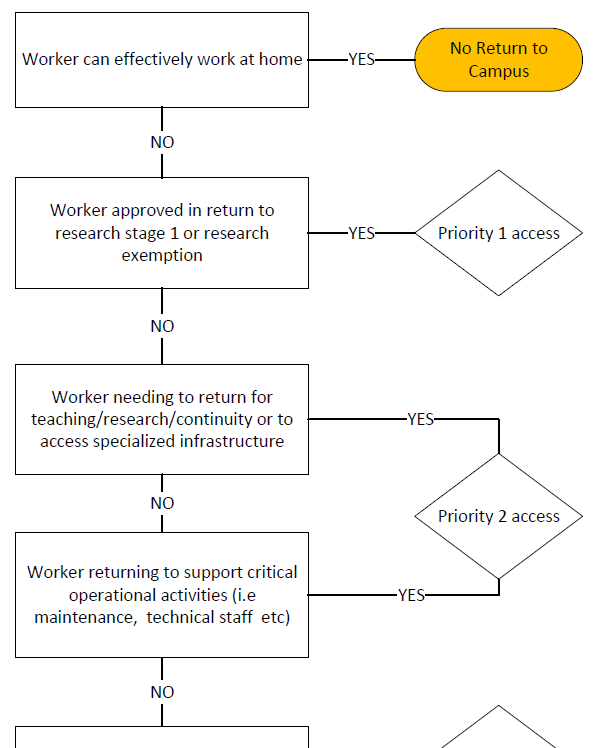 Worker can effectively work at home
YES
No Return to
Campus
NO
Worker approved in return to
research stage 1 or research
exemption
YES
Priority 1 access
NO
Worker needing to return for
teaching/research/continuity or to
access specialized infrastructure
YES
Priority 2 access
NO
Worker returning to support critical
operational activities (i.e
maintenance,  technical staff  etc)
YES
NO